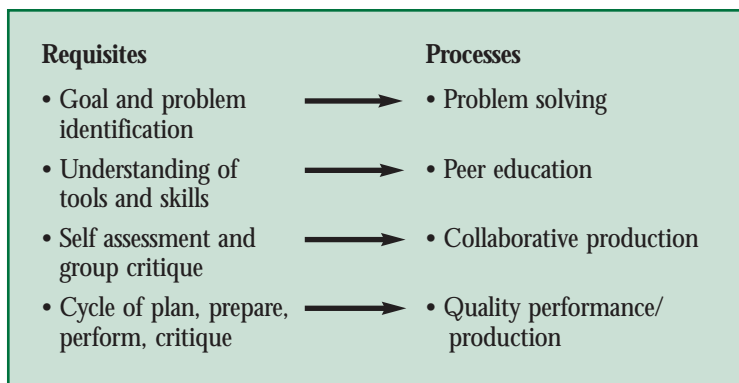 Requisites Processes
• Goal and problem • Problem solving
identification
• Understanding of • Peer education
tools and skills
• Self assessment and • Collaborative production
group critique
• Cycle of plan, prepare, • Quality performance/
perform, critique production